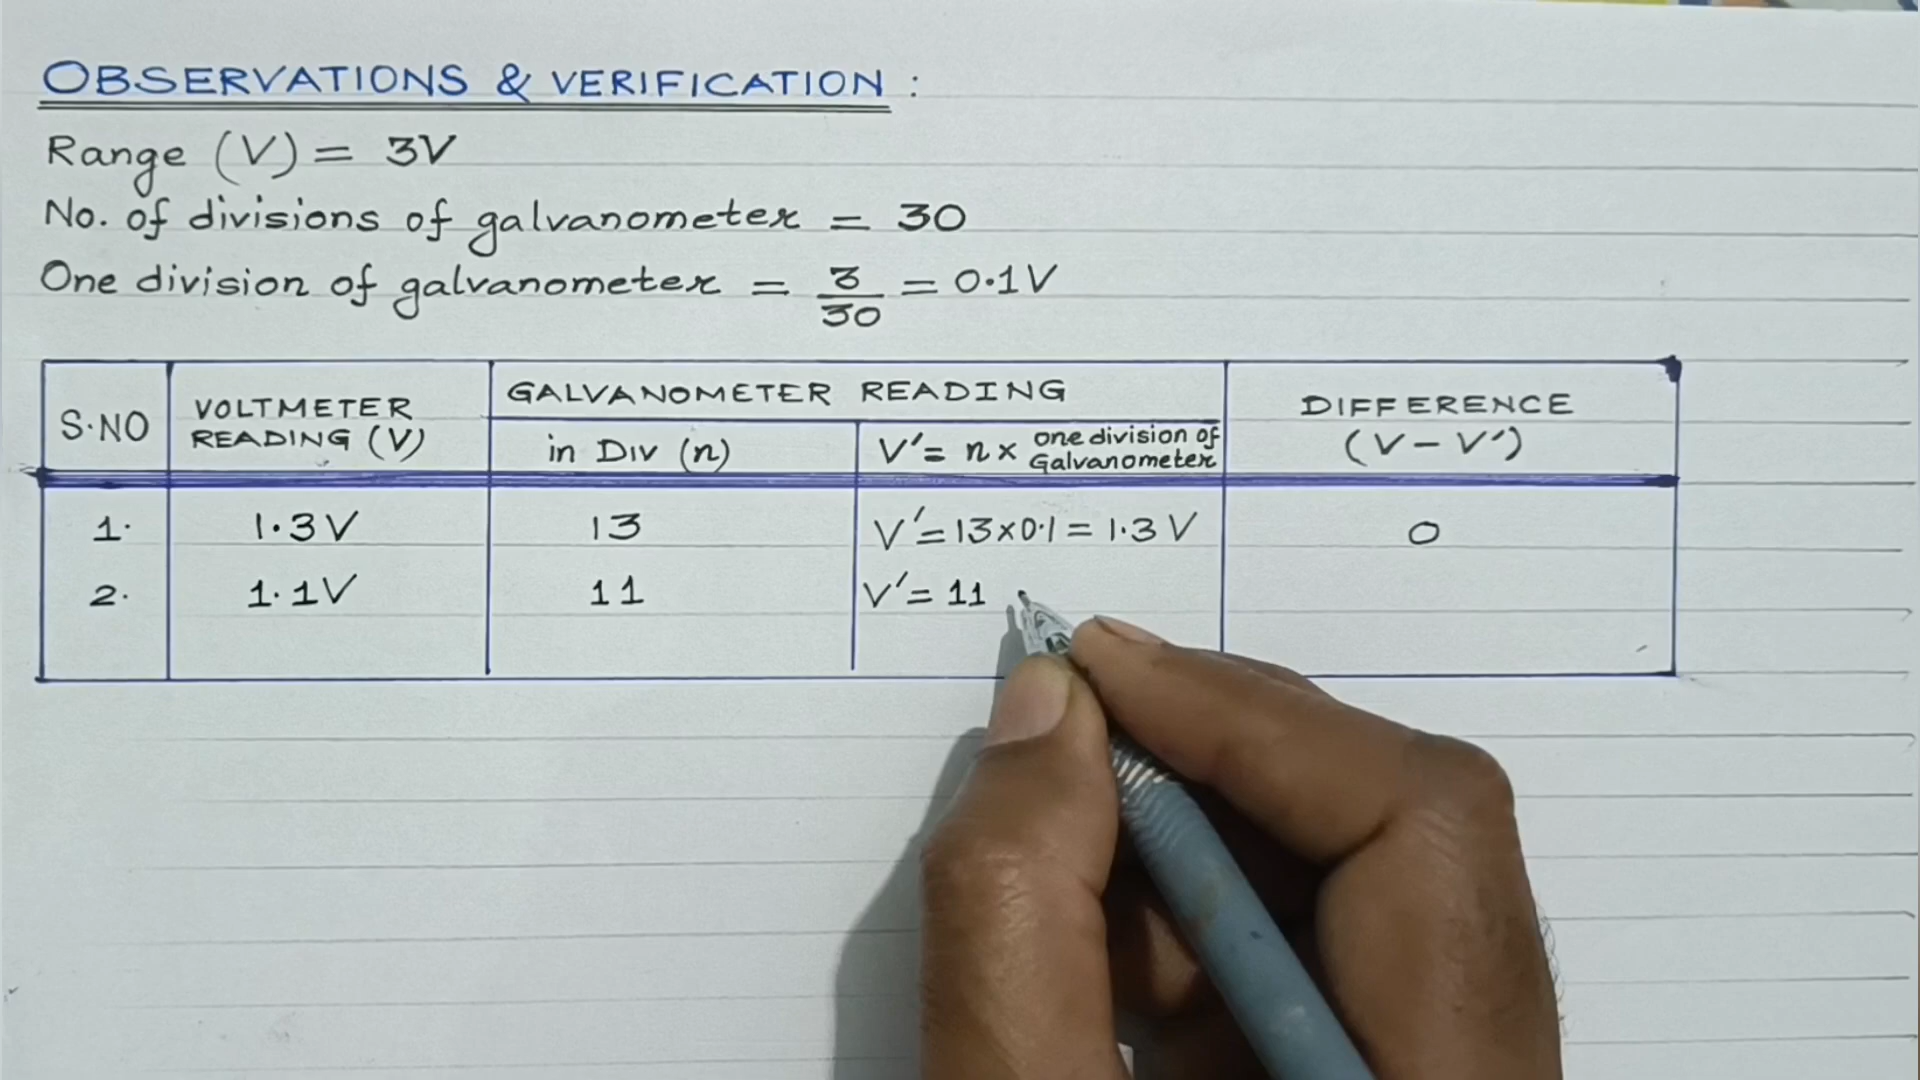 OBSERVATIONS & VERIFICATION :
Range (V) = 3V
No. of divisions of galvanometer = 30
One division of galvanometer = 3/30 = 0.1V
S.NO
VOLTMETER
READING (V)
GALVANOMETER READING
in DIV (n)
V' = n × one division of
Galvanometer
DIFFERENCE
(V - V')
1. 1.3V 13 V' = 13×0.1 = 1.3 V 0
2. 1.1V 11 V' = 11